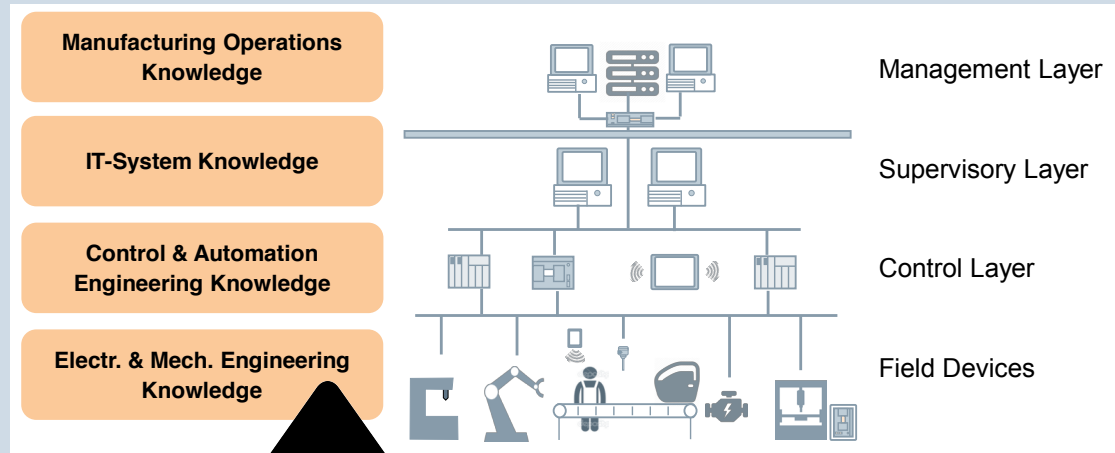 Manufacturing Operations
Knowledge
Management Layer
IT-System Knowledge
Supervisory Layer
Control & Automation
Engineering Knowledge
Control Layer
Electr. & Mech. Engineering
Knowledge
Field Devices